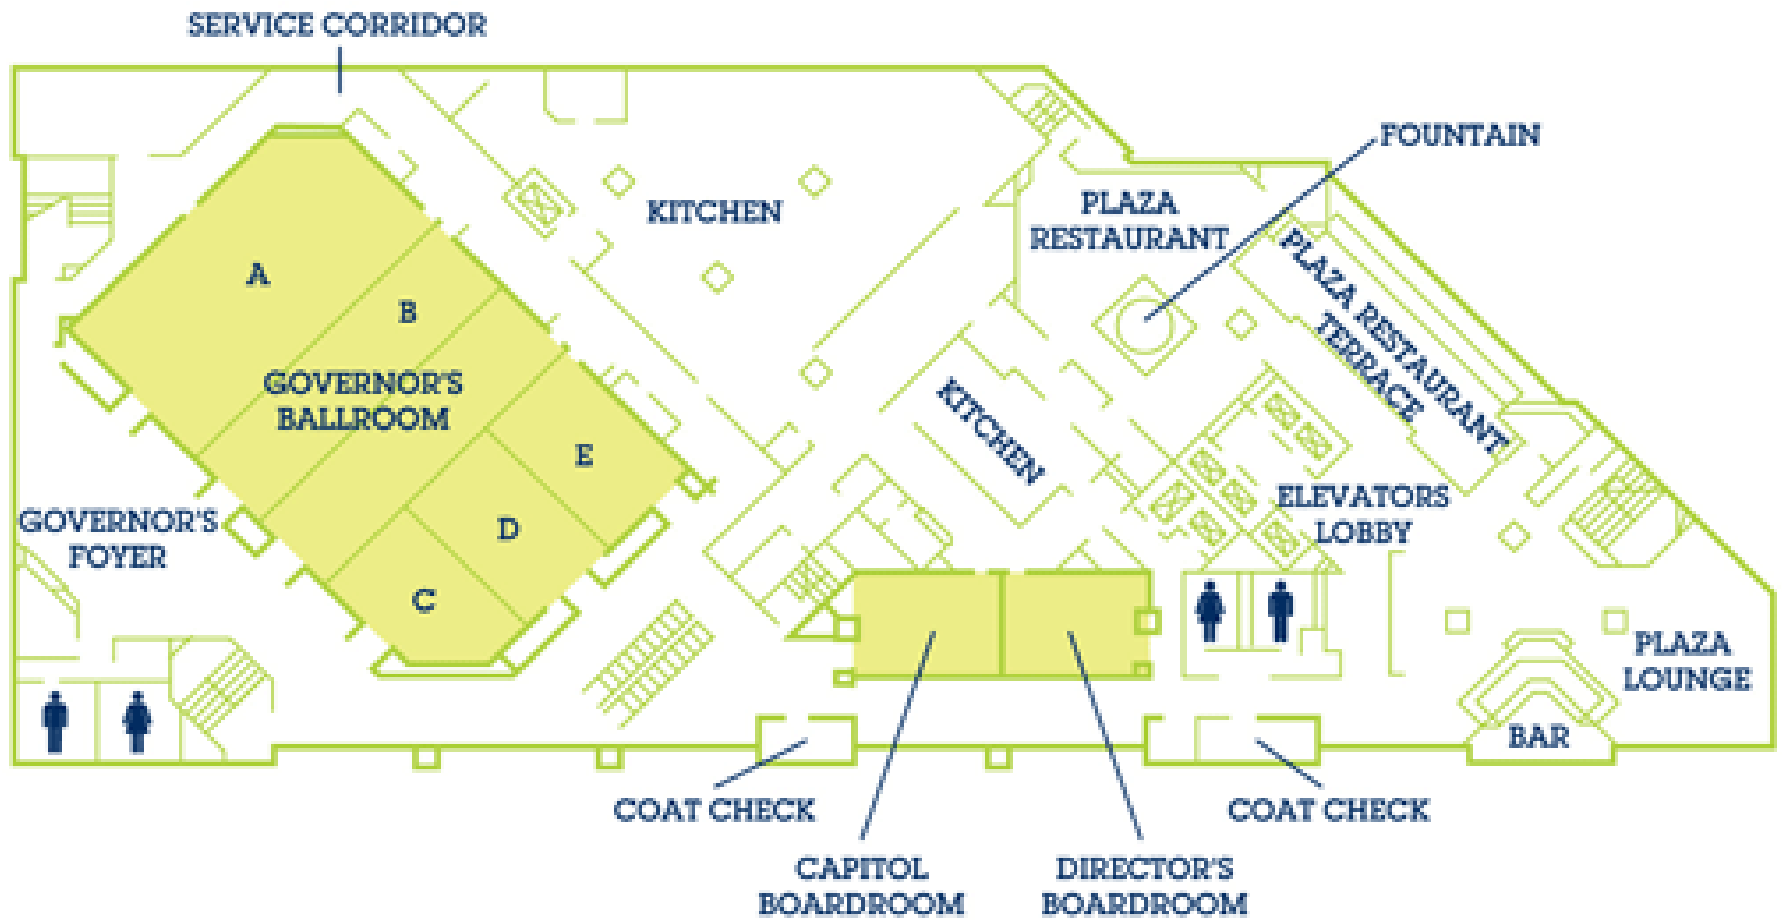 SERVICE CORRIDOR
FOUNTAIN
KITCHEN
PLAZA
RESTAURANT
PLAZA RESTAURANT
TERRACE
A
B
GOVERNOR'S
BALLROOM
KITCHEN
E
D
C
GOVERNOR'S
FOYER
ELEVATORS
LOBBY
PLAZA
LOUNGE
BAR
COAT CHECK
COAT CHECK
CAPITOL
BOARDROOM
DIRECTOR'S
BOARDROOM